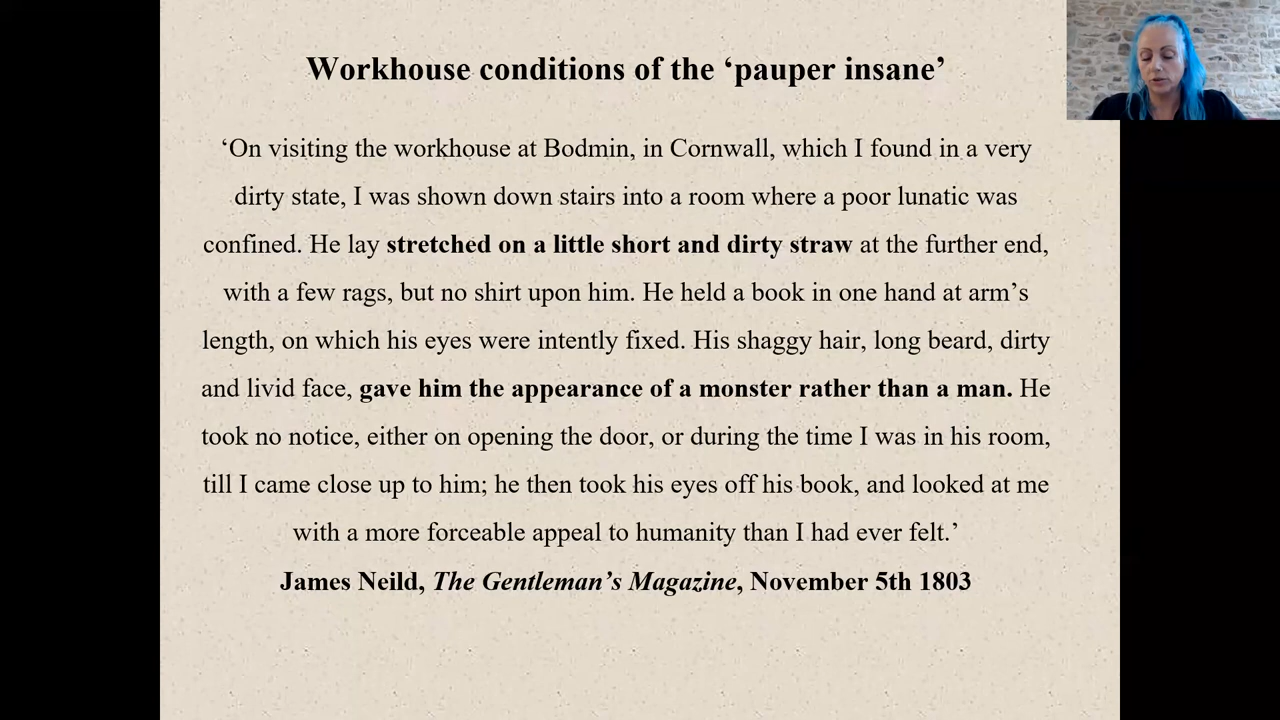 Workhouse conditions of the ‘pauper insane’
‘On visiting the workhouse at Bodmin, in Cornwall, which I found in a very
dirty state, I was shown down stairs into a room where a poor lunatic was
confined. He lay stretched on a little short and dirty straw at the further end,
with a few rags, but no shirt upon him. He held a book in one hand at arm’s
length, on which his eyes were intently fixed. His shaggy hair, long beard, dirty
and livid face, gave him the appearance of a monster rather than a man. He
took no notice, either on opening the door, or during the time I was in his room,
till I came close up to him; he then took his eyes off his book, and looked at me
with a more forceable appeal to humanity than I had ever felt.’
James Neild, The Gentleman’s Magazine, November 5th 1803